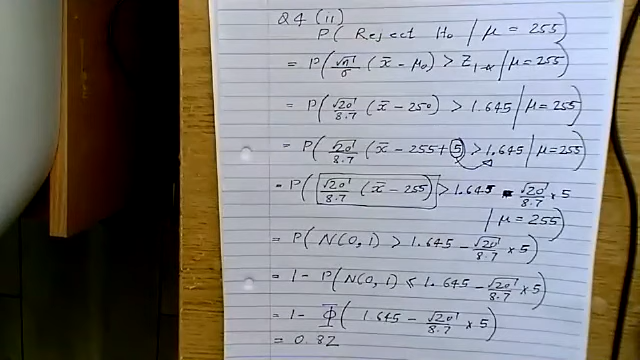 Q4 (ii)
P( Reject H₀ | μ = 255)
= P( √n/σ (x̄ - μ₀) > Z₁₋α | μ = 255)
= P( √20/8.7 (x̄ - 250) > 1.645 | μ = 255)
= P( √20/8.7 (x̄ - 255 + 5) > 1.645 | μ = 255)
= P( √20/8.7 (x̄ - 255) > 1.645 - √20/8.7 × 5
| μ = 255)
= P( N(0,1) > 1.645 - √20/8.7 × 5)
= 1 - P( N(0,1) < 1.645 - √20/8.7 × 5)
= 1 - Φ( 1.645 - √20/8.7 × 5)
= 0.82